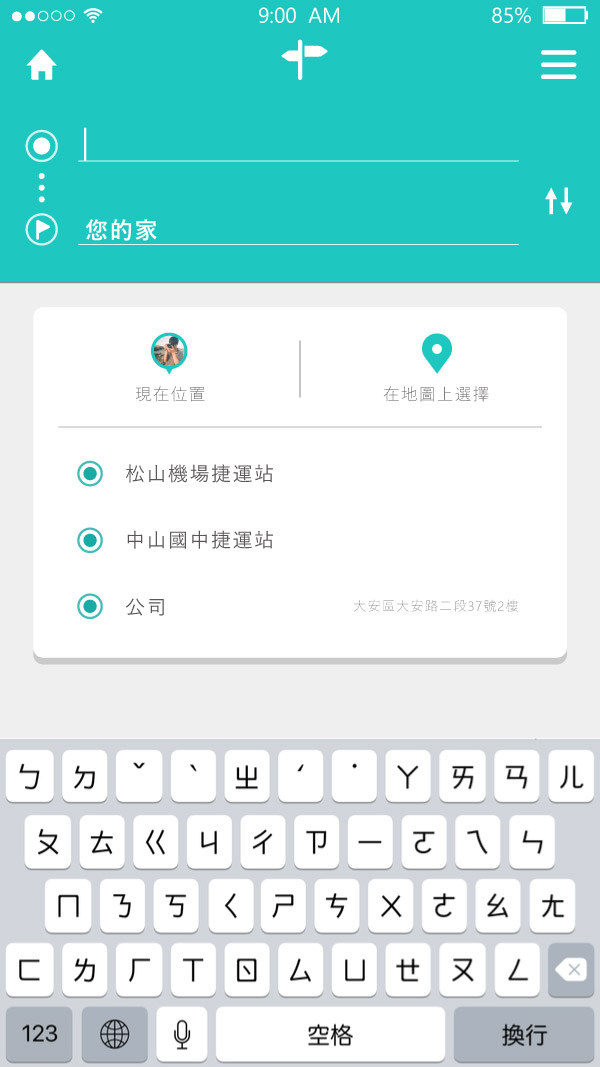 9:00 AM 85%
您的家
現在位置 在地圖上選擇
松山機場捷運站
中山國中捷運站
公司 大安區大安路二段37號2樓
ㄅ ㄉ ˇ ˋ ㄓ ˊ ˙ ㄚ ㄞ ㄢ ㄦ
ㄆ ㄊ ㄍ ㄐ ㄔ ㄗ ㄧ ㄛ ㄟ ㄣ
ㄇ ㄋ ㄎ ㄑ ㄕ ㄘ ㄨ ㄜ ㄠ ㄤ
ㄈ ㄌ ㄏ ㄒ ㄖ ㄙ ㄩ ㄝ ㄡ ㄥ
123 空格 換行